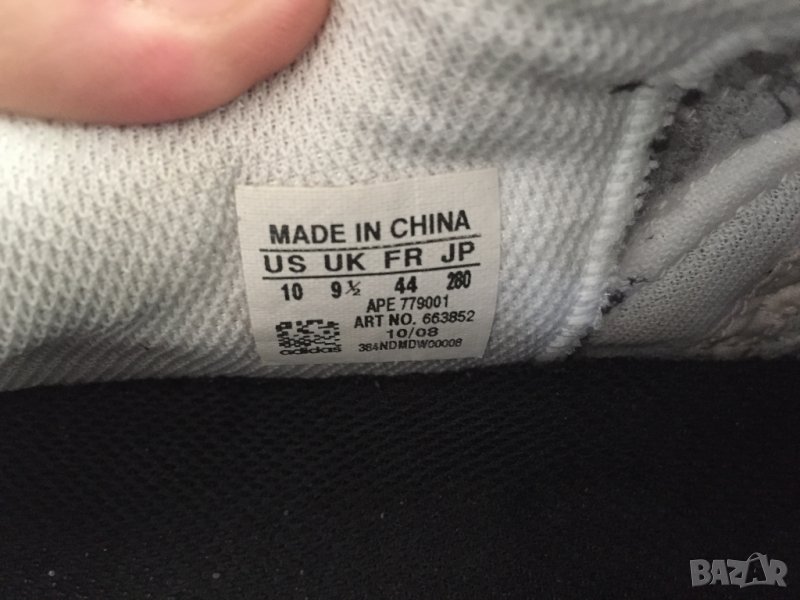 MADE IN CHINA
US UK FR JP
10 9½ 44 280
APE 779001
ART NO. 663852
10/08
adidas 384NDMDW00008
BAZAR